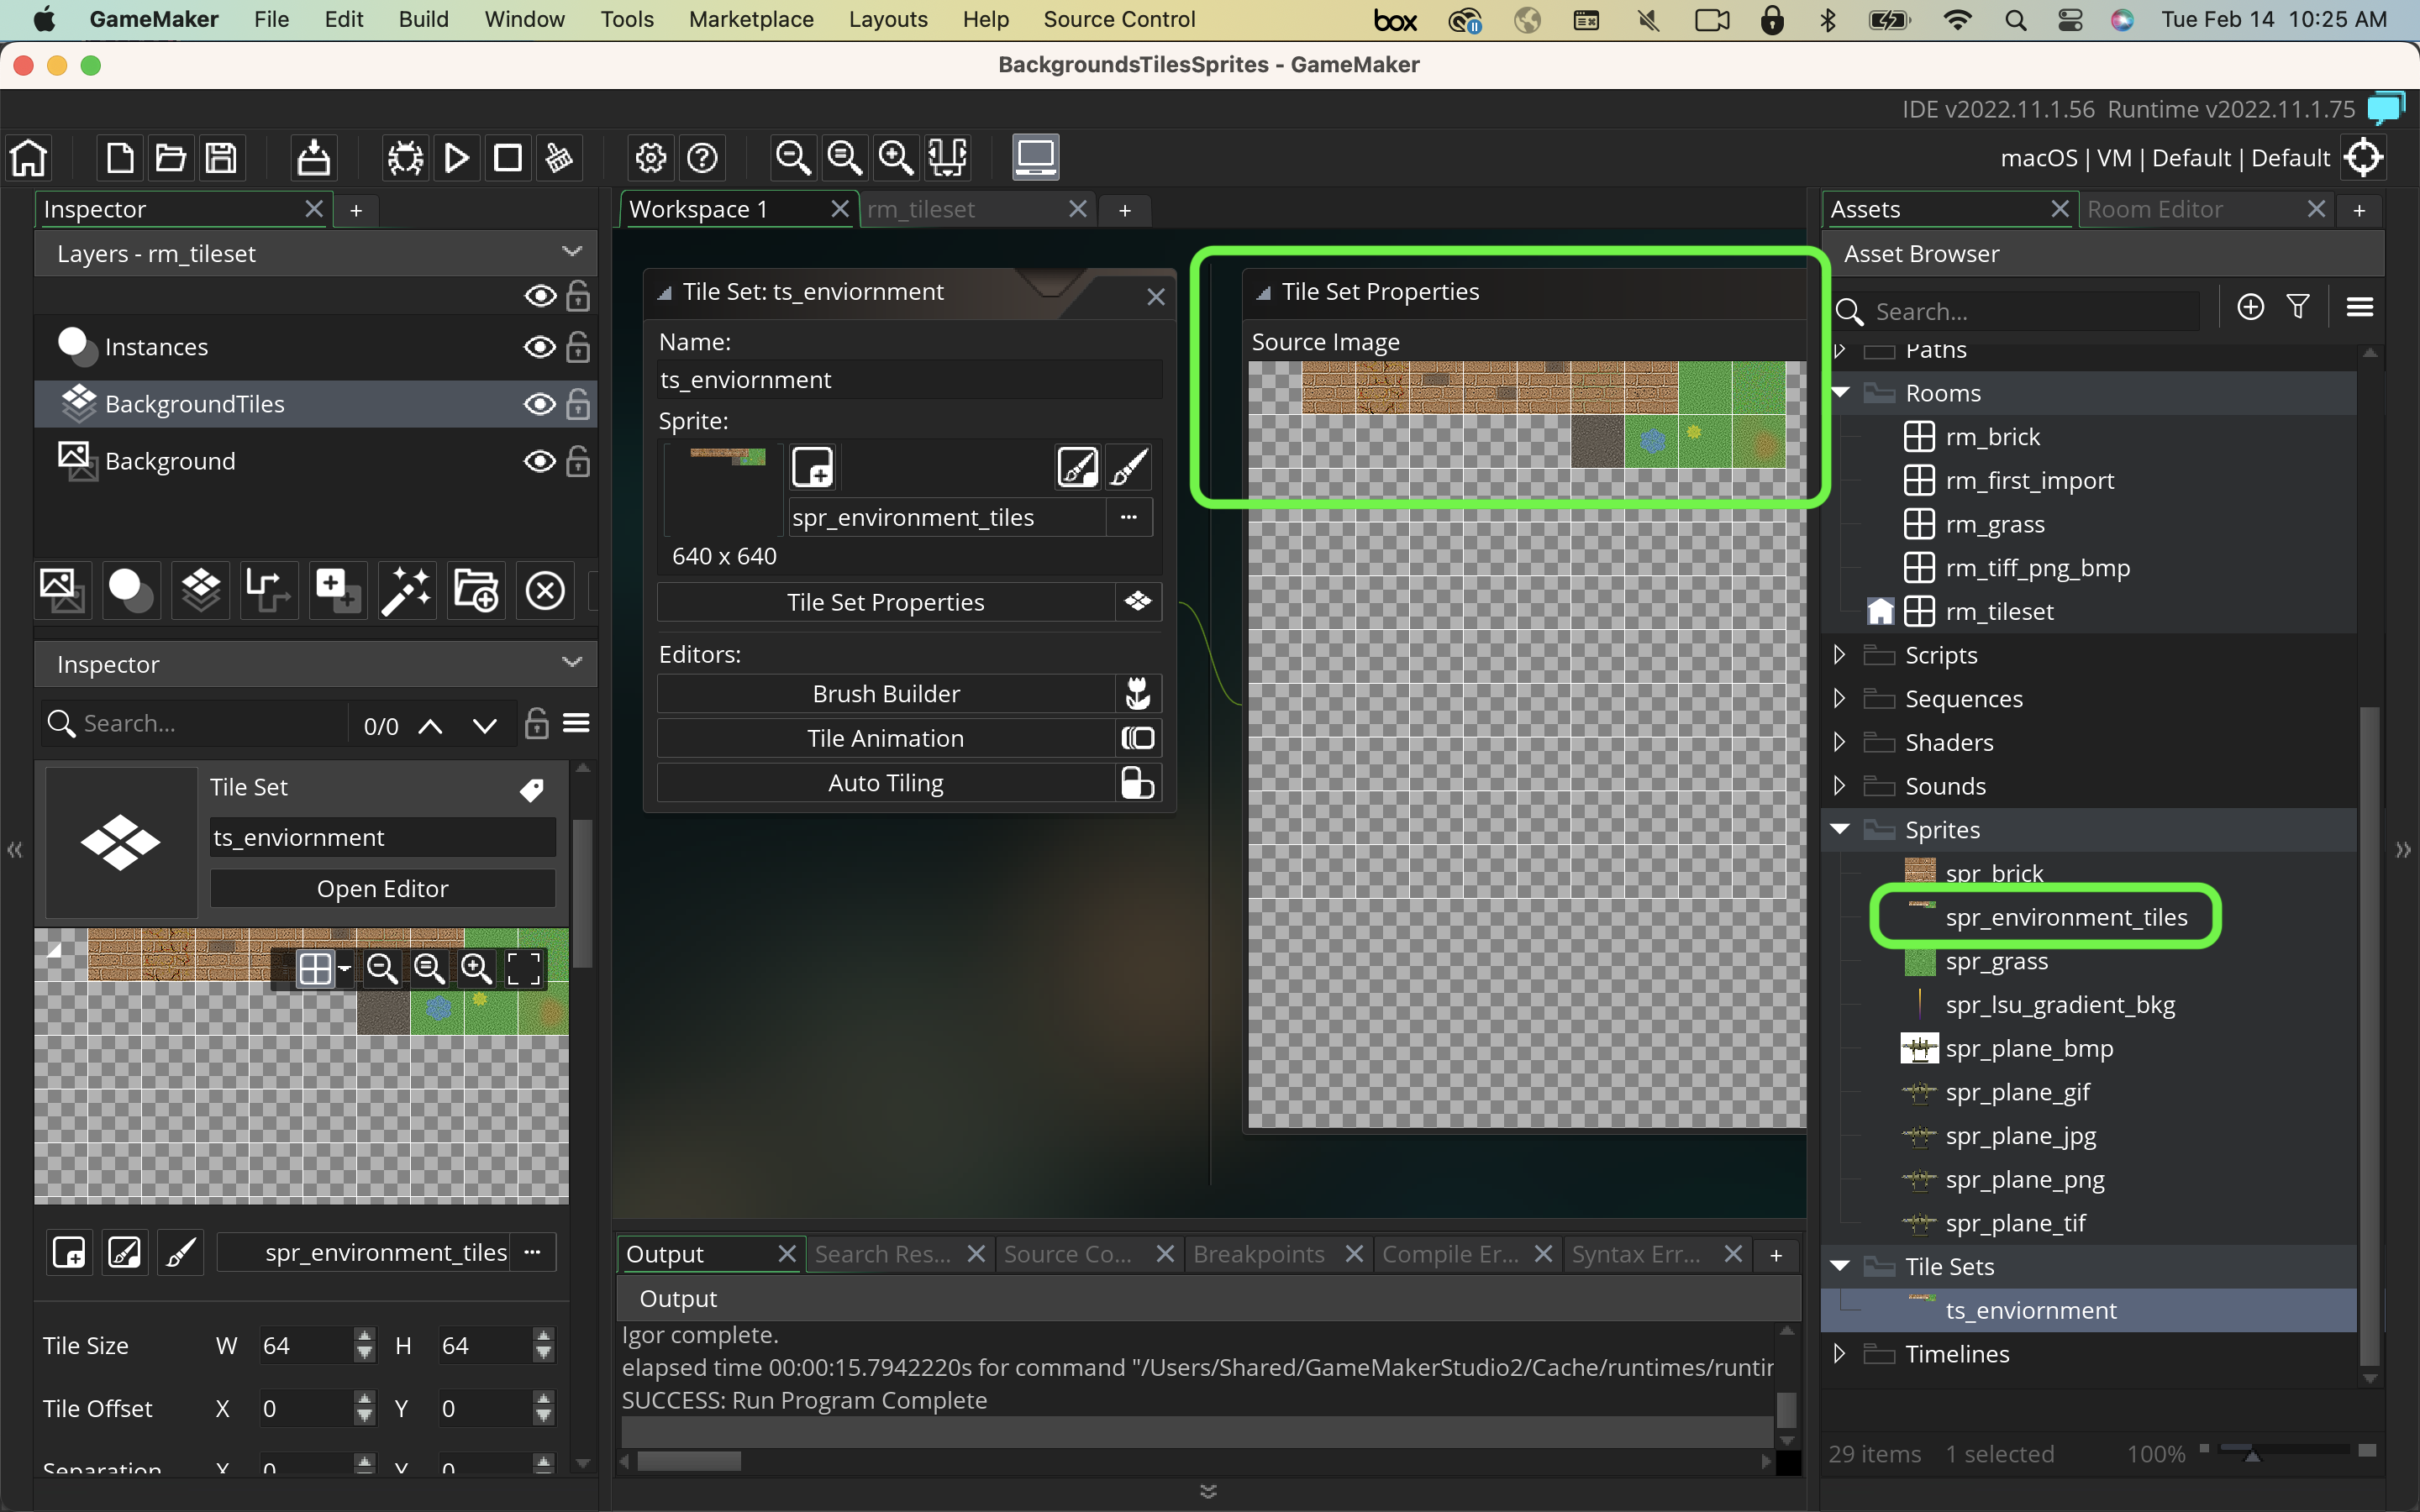 GameMaker File Edit Build Window Tools Marketplace Layouts Help Source Control box Tue Feb 14 10:25 AM
BackgroundsTilesSprites - GameMaker
IDE v2022.11.1.56 Runtime v2022.11.1.75
macOS | VM | Default | Default
Inspector
+
Layers - rm_tileset
Instances
BackgroundTiles
Background
Inspector
Search...
0/0
Tile Set
ts_enviornment
Open Editor
spr_environment_tiles ...
Tile Size W 64 H 64
Tile Offset X 0 Y 0
Separation X 0 Y 0
Workspace 1
rm_tileset
+
Tile Set: ts_enviornment
Name:
ts_enviornment
Sprite:
spr_environment_tiles ...
640 x 640
Tile Set Properties
Editors:
Brush Builder
Tile Animation
Auto Tiling
Tile Set Properties
Source Image
Output
Search Res...
Source Co...
Breakpoints
Compile Er...
Syntax Err...
+
Output
Igor complete.
elapsed time 00:00:15.7942220s for command "/Users/Shared/GameMakerStudio2/Cache/runtimes/runtin
SUCCESS: Run Program Complete
Assets
Room Editor
+
Asset Browser
Search...
Paths
Rooms
rm_brick
rm_first_import
rm_grass
rm_tiff_png_bmp
rm_tileset
Scripts
Sequences
Shaders
Sounds
Sprites
spr_brick
spr_environment_tiles
spr_grass
spr_lsu_gradient_bkg
spr_plane_bmp
spr_plane_gif
spr_plane_jpg
spr_plane_png
spr_plane_tif
Tile Sets
ts_enviornment
Timelines
29 items 1 selected 100%